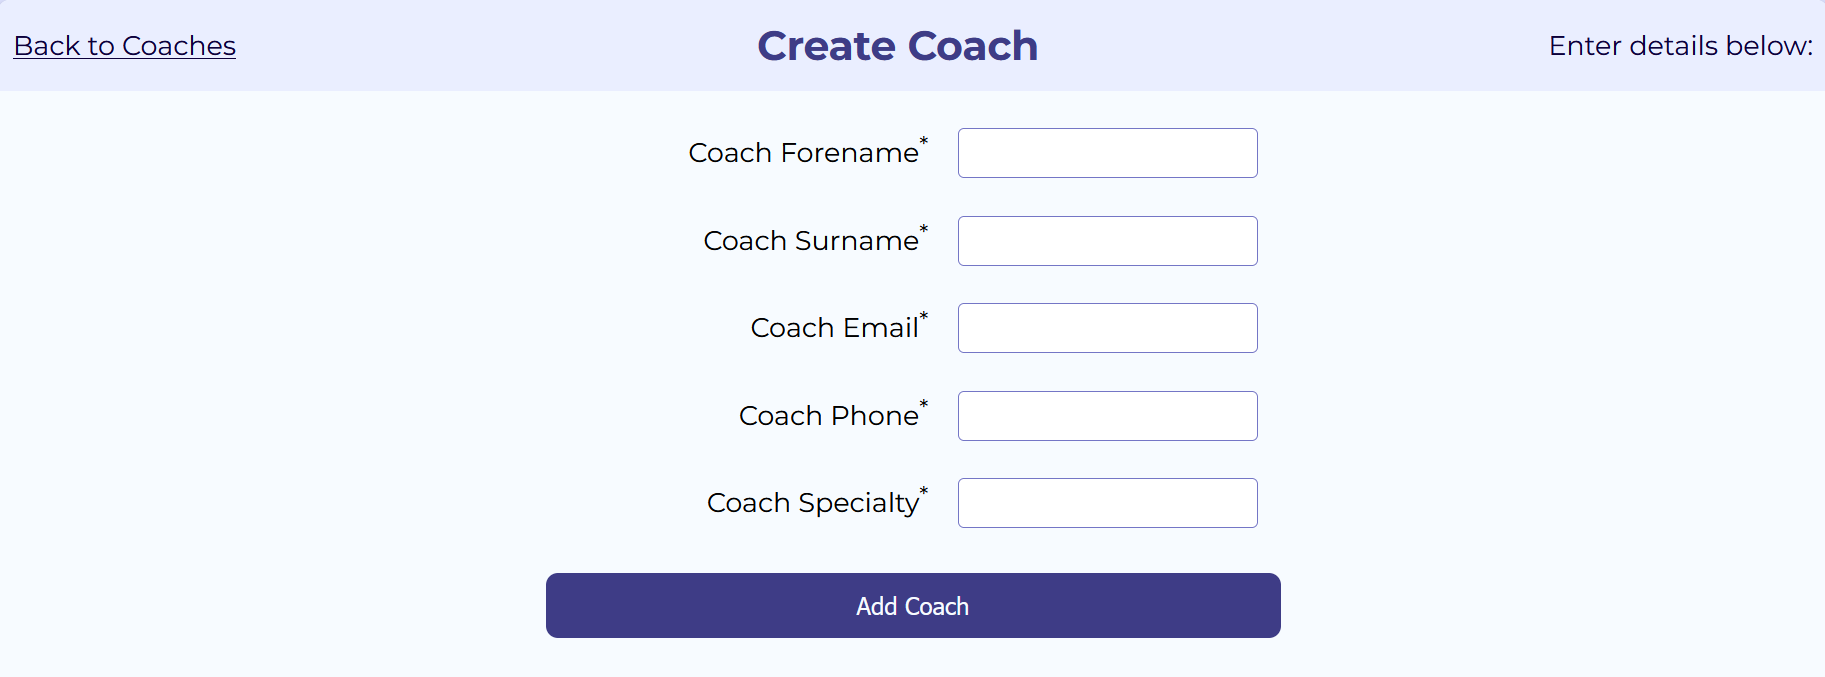 Back to Coaches
Create Coach
Enter details below:
Coach Forename*
Coach Surname*
Coach Email*
Coach Phone*
Coach Specialty*
Add Coach